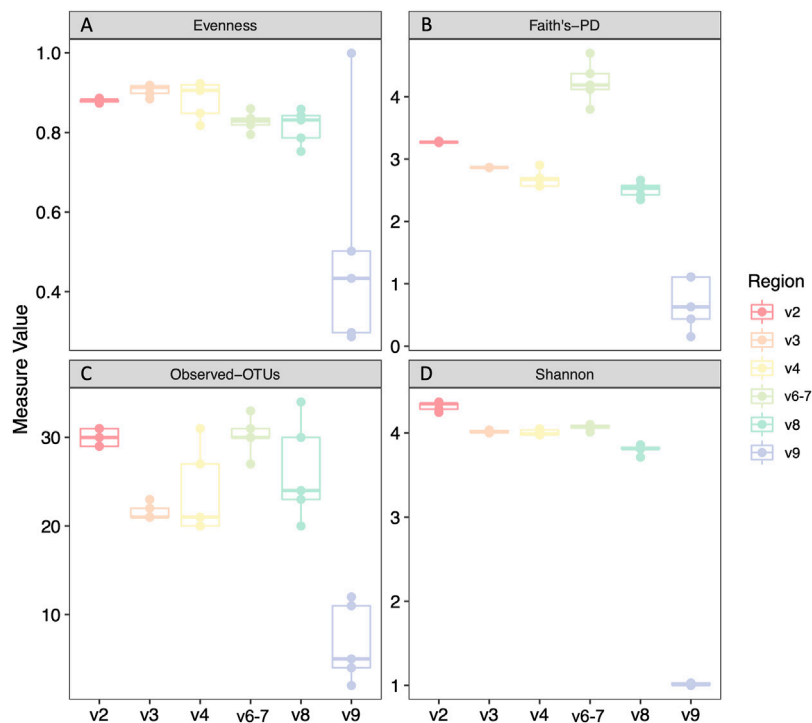 A Evenness
B Faith's-PD
1.0
0.8
0.6
0.4
4
3
2
1
0
Measure Value
C Observed-OTUs
D Shannon
30
20
10
4
3
2
1
v2 v3 v4 v6-7 v8 v9
v2 v3 v4 v6-7 v8 v9
Region
v2
v3
v4
v6-7
v8
v9